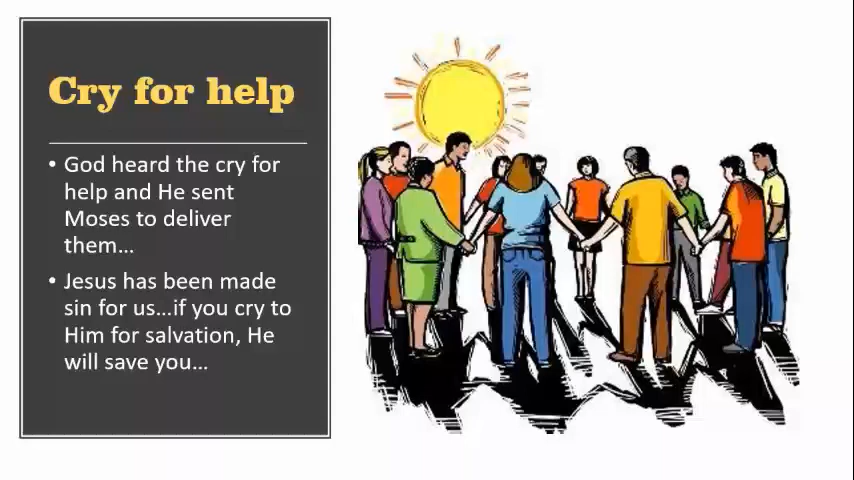 Cry for help
• God heard the cry for
help and He sent
Moses to deliver
them...
• Jesus has been made
sin for us...if you cry to
Him for salvation, He
will save you...